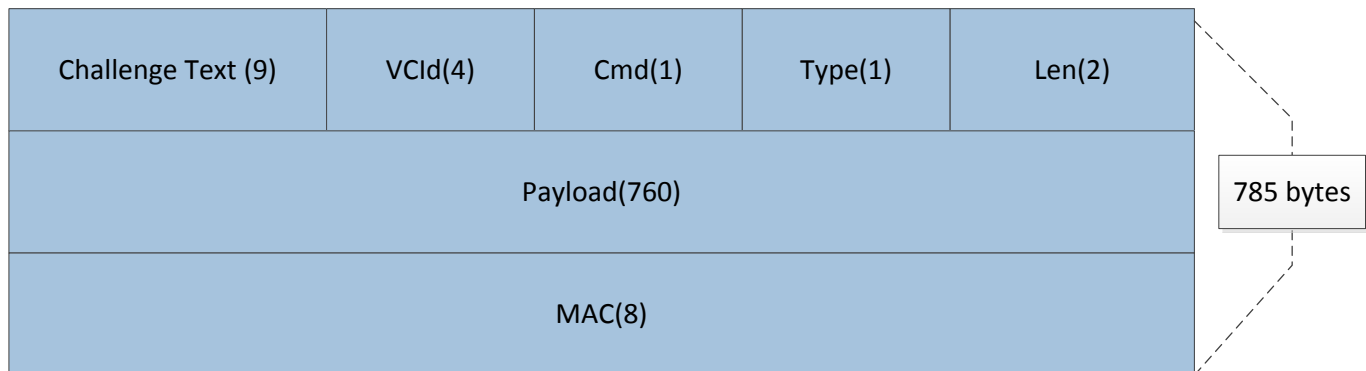 Challenge Text (9) VCId(4) Cmd(1) Type(1) Len(2)
Payload(760)
785 bytes
MAC(8)